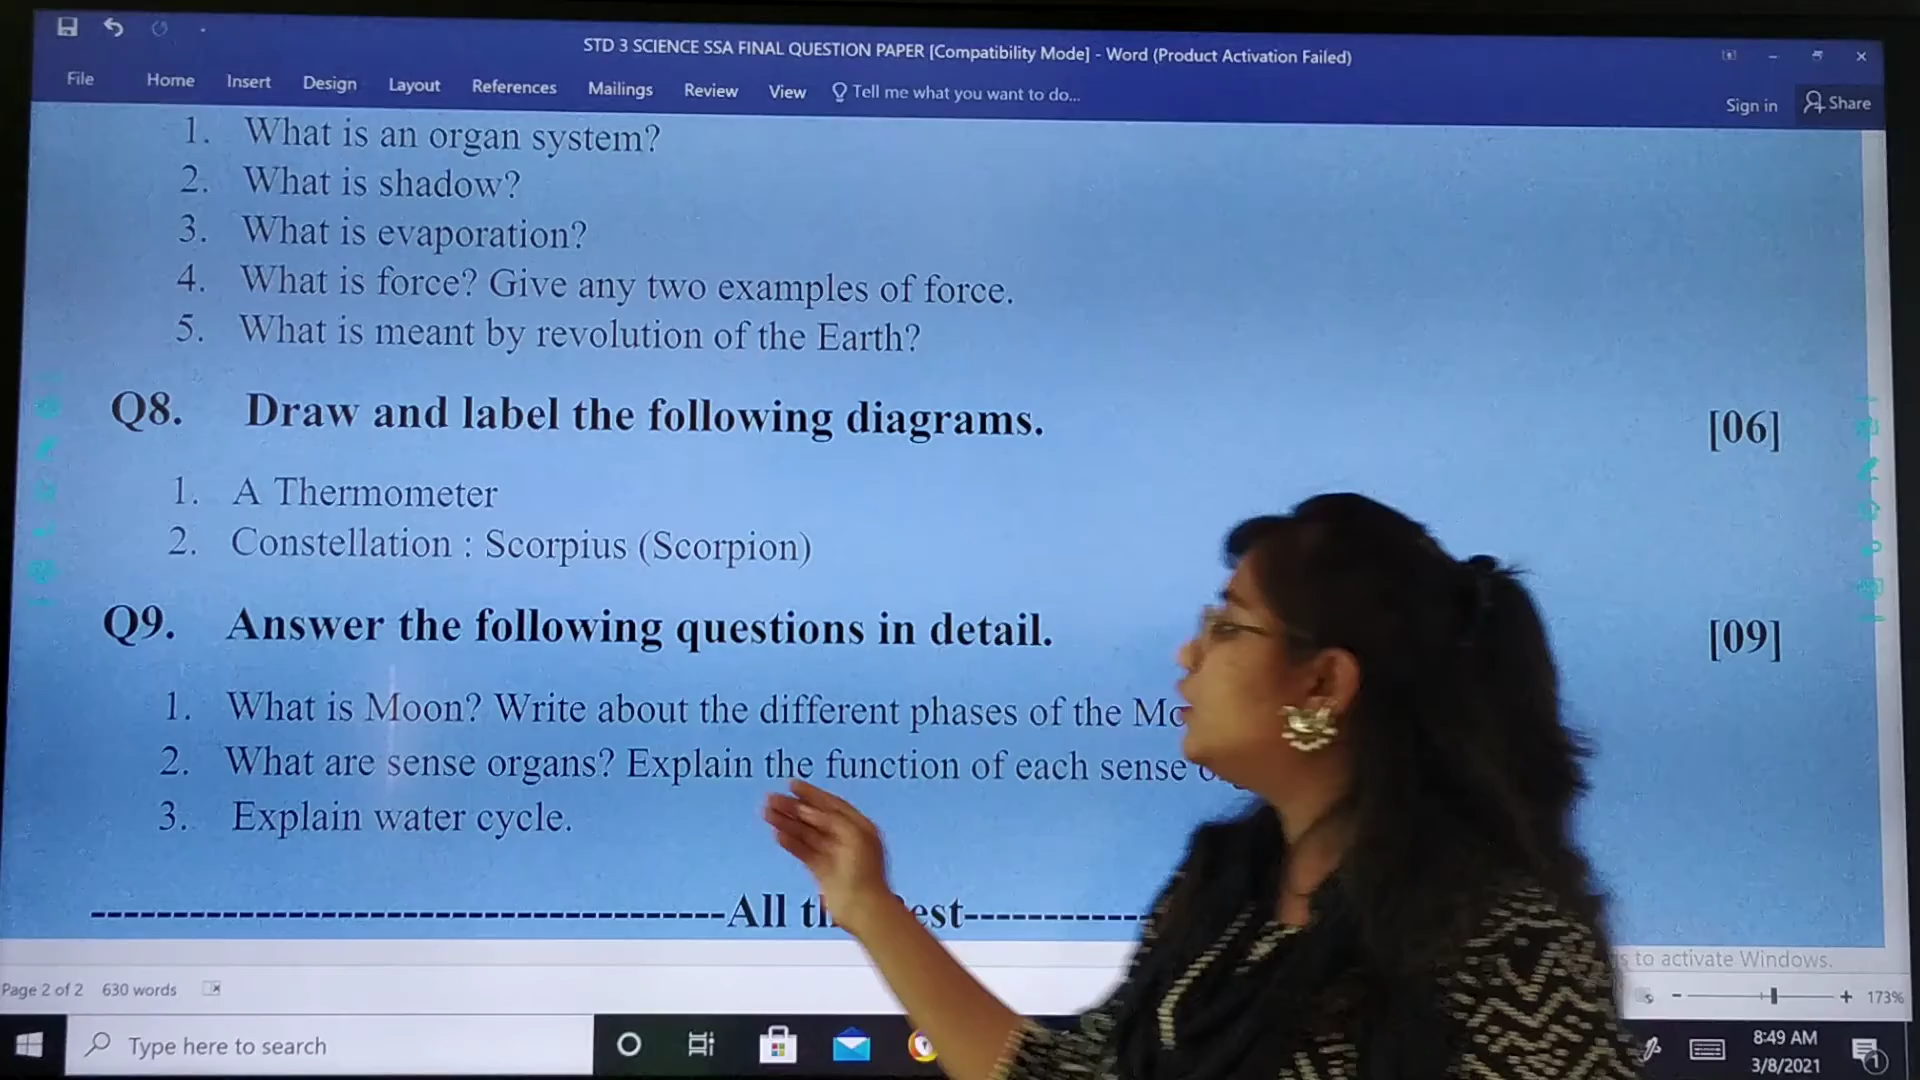 STD 3 SCIENCE SSA FINAL QUESTION PAPER [Compatibility Mode] - Word (Product Activation Failed)
File Home Insert Design Layout References Mailings Review View Tell me what you want to do... Sign in Share
1. What is an organ system?
2. What is shadow?
3. What is evaporation?
4. What is force? Give any two examples of force.
5. What is meant by revolution of the Earth?
Q8. Draw and label the following diagrams. [06]
1. A Thermometer
2. Constellation : Scorpius (Scorpion)
Q9. Answer the following questions in detail. [09]
1. What is Moon? Write about the different phases of the
2. What are sense organs? Explain the function of each sense
3. Explain water cycle.
------------------------------------All------------
to activate Windows.
Page 2 of 2 630 words 173%
Type here to search
8:49 AM
3/8/2021
1